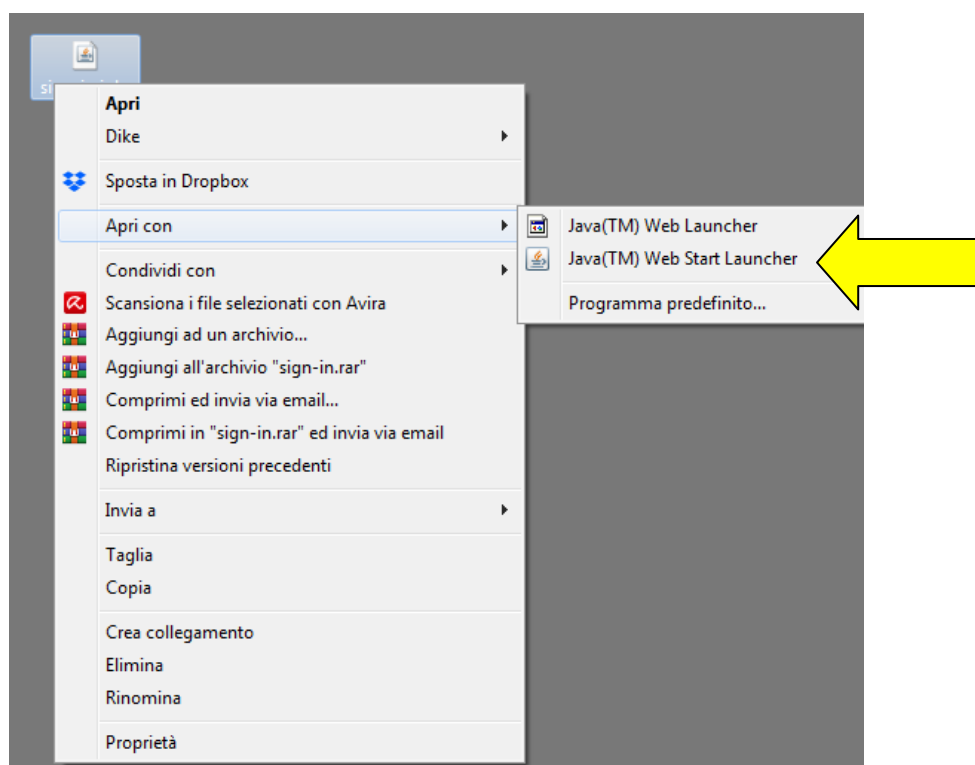 Apri
Dike
Sposta in Dropbox
Apri con
Java(TM) Web Launcher
Java(TM) Web Start Launcher
Programma predefinito...
Condividi con
Scansiona i file selezionati con Avira
Aggiungi ad un archivio...
Aggiungi all'archivio "sign-in.rar"
Comprimi ed invia via email...
Comprimi in "sign-in.rar" ed invia via email
Ripristina versioni precedenti
Invia a
Taglia
Copia
Crea collegamento
Elimina
Rinomina
Proprietà